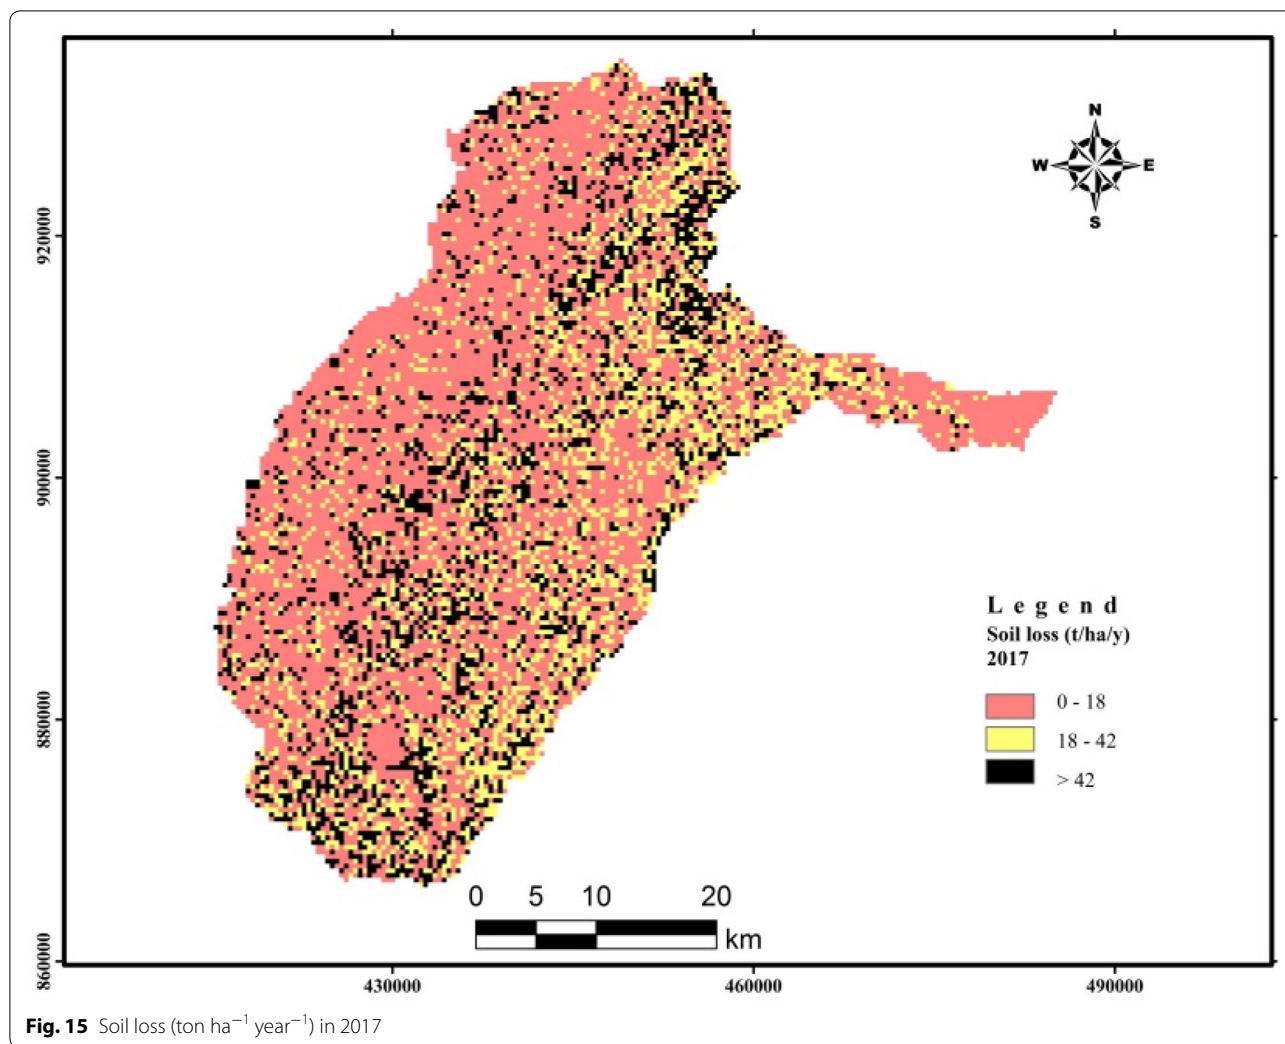 N
W E
S
920000
900000
880000
860000
Legend
Soil loss (t/ha/y)
2017
0 - 18
18 - 42
> 42
0 5 10 20
km
430000 460000 490000
Fig. 15 Soil loss (ton ha⁻¹ year⁻¹) in 2017